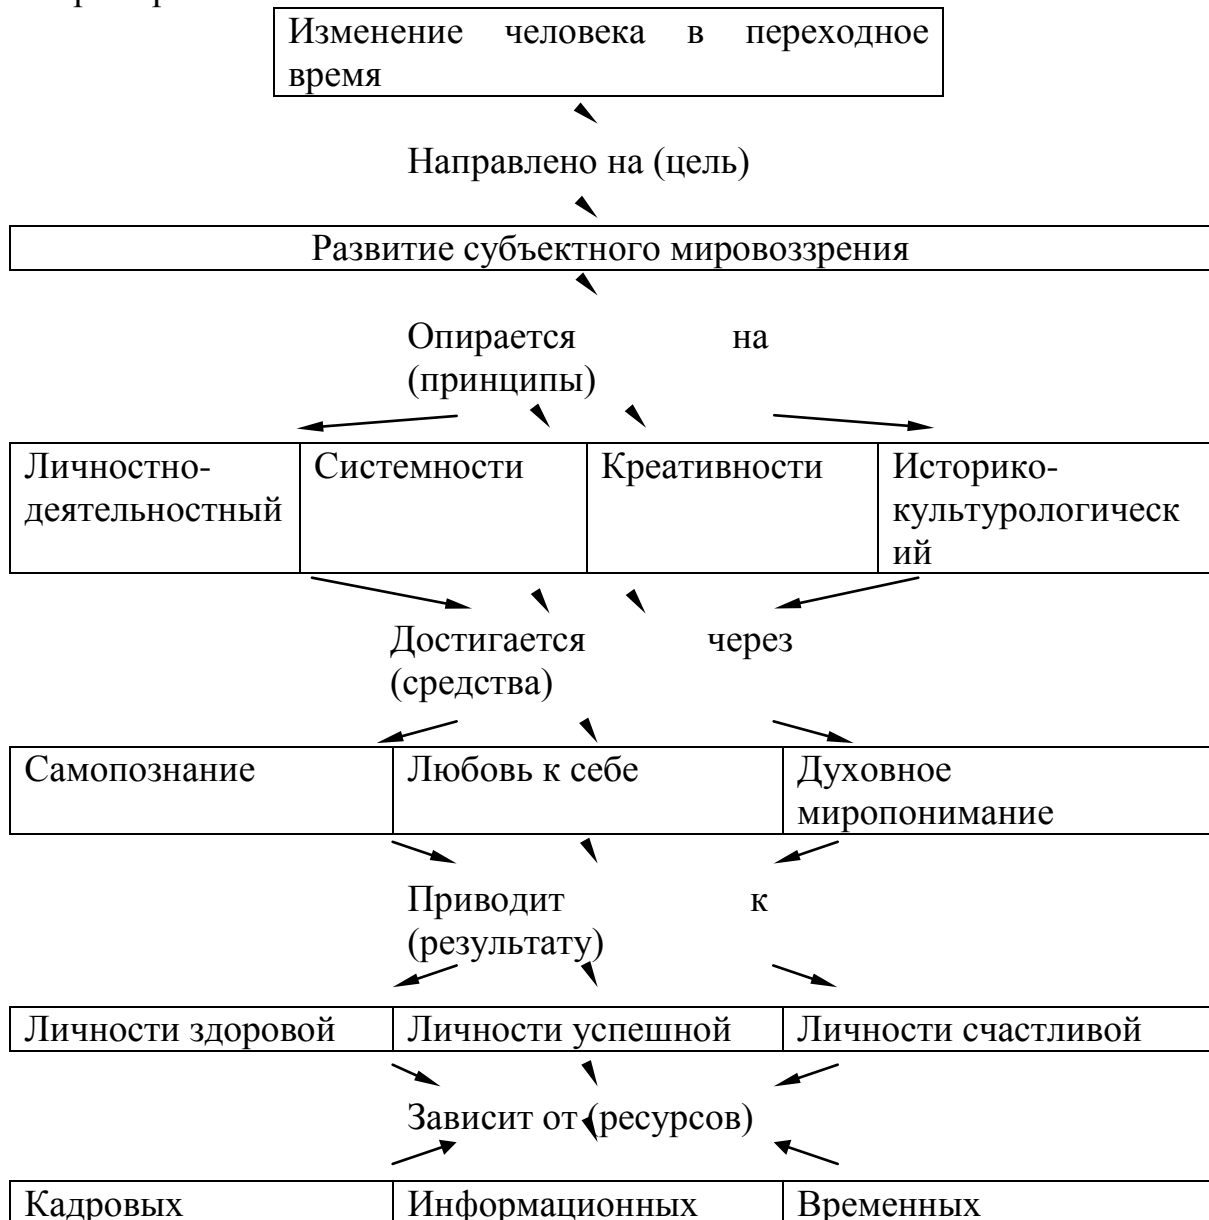 Изменение человека в переходное
время
Направлено на (цель)
Развитие субъектного мировоззрения
Опирается на
(принципы)
Личностно-
деятельностный
Системности
Креативности
Историко-
культурологическ
ий
Достигается через
(средства)
Самопознание
Любовь к себе
Духовное
миропонимание
Приводит к
(результату)
Личности здоровой
Личности успешной
Личности счастливой
Зависит от (ресурсов)
Кадровых
Информационных
Временных